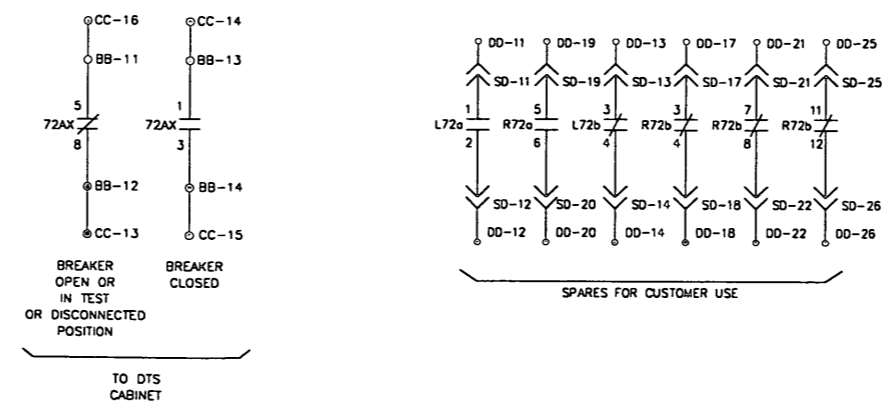 CC-16 CC-14
BB-11 BB-13
5 1
72AX 72AX
8 3
BB-12 BB-14
CC-13 CC-15
BREAKER
OPEN OR
IN TEST
OR DISCONNECTED
POSITION
BREAKER
CLOSED
TO DTS
CABINET
DD-11 DD-19 DD-13 DD-17 DD-21 DD-25
SD-11 SD-19 SD-13 SD-17 SD-21 SD-25
1 5 3 3 7 11
L72a R72a L72b R72b R72b R72b
2 6 4 4 8 12
SD-12 SD-20 SD-14 SD-18 SD-22 SD-26
DD-12 DD-20 DD-14 DD-18 DD-22 DD-26
SPARES FOR CUSTOMER USE